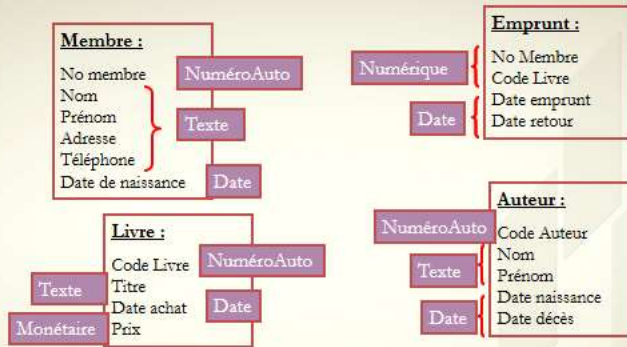 Membre :
No membre
NuméroAuto
Nom
Prénom
Adresse
Téléphone
Texte
Date de naissance
Date
Emprunt :
No Membre
Code Livre
Numérique
Date emprunt
Date retour
Date
Livre :
Code Livre
NuméroAuto
Titre
Texte
Date achat
Date
Prix
Monétaire
Auteur :
Code Auteur
NuméroAuto
Nom
Prénom
Texte
Date naissance
Date décès
Date